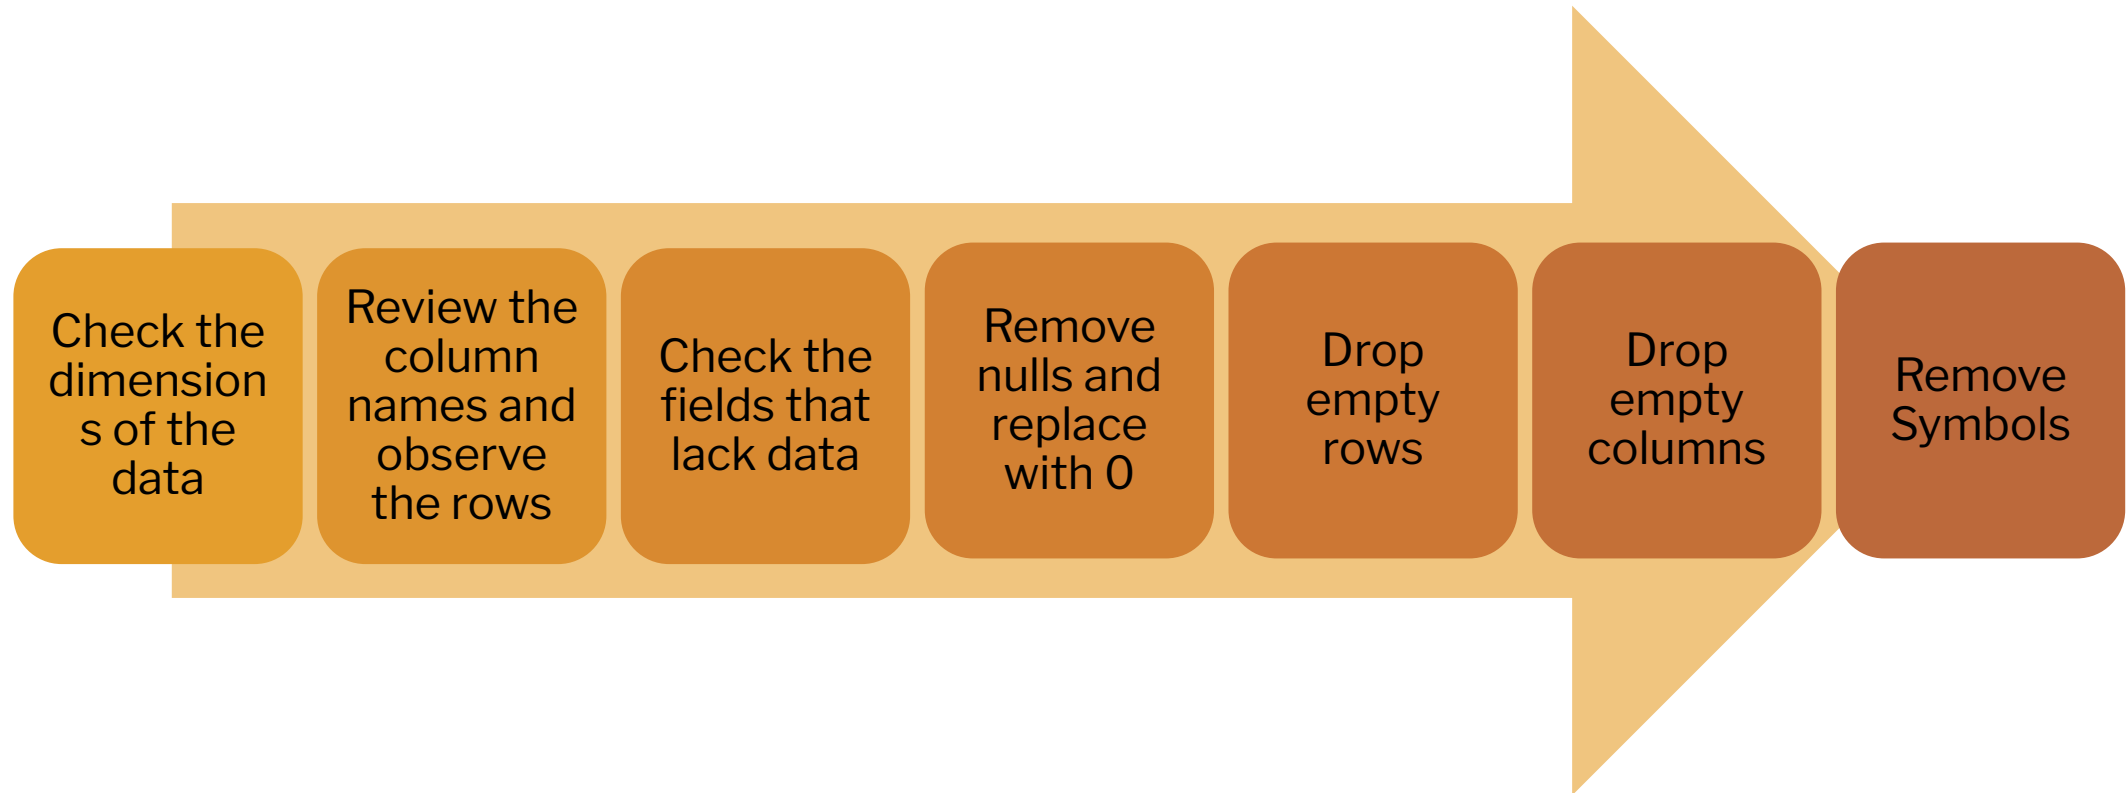 Check the
dimension
s of the
data
Review the
column
names and
observe
the rows
Check the
fields that
lack data
Remove
nulls and
replace
with 0
Drop
empty
rows
Drop
empty
columns
Remove
Symbols